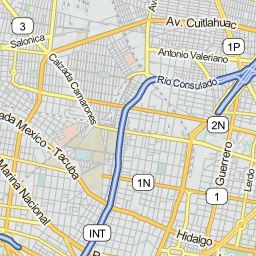 Av. Cuitlahuac
3
Salonica
1P
Antonio Valeriano
Calzada Camarones
Rio Consulado
2N
ada Mexico - Tacuba
Guerrero
Marina Nacional
1N
1
Lerdo
INT
Hidalgo